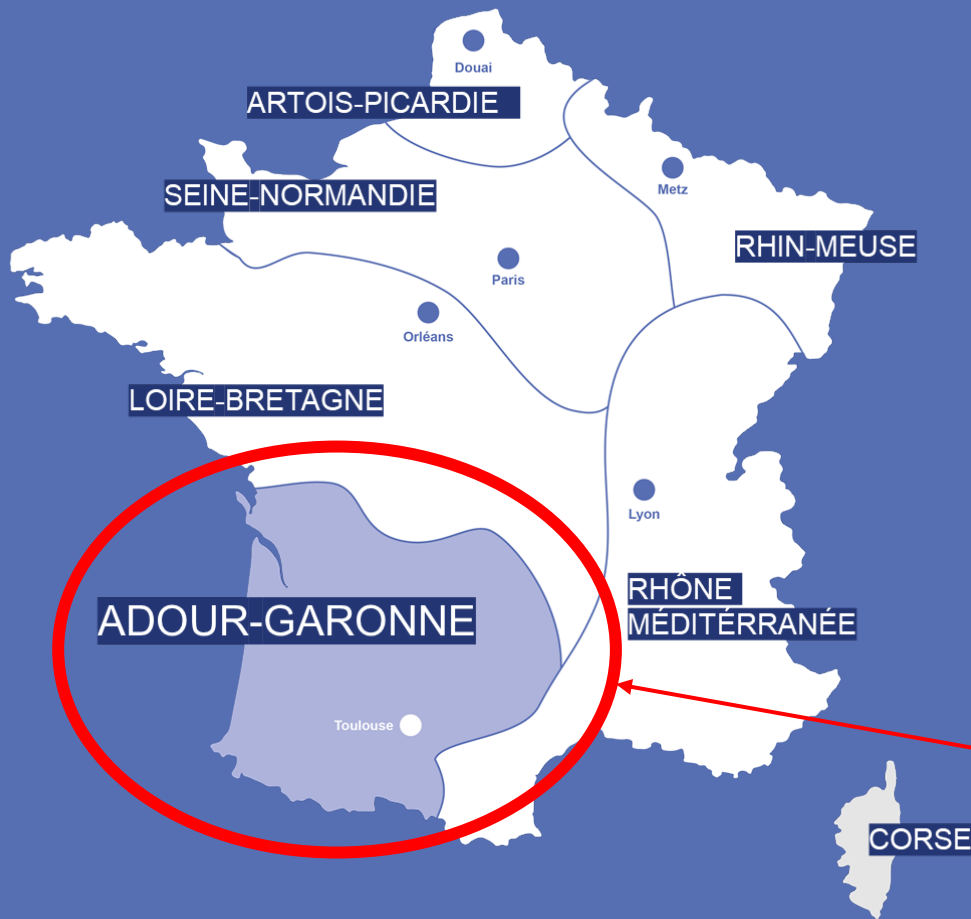 Douai
ARTOIS-PICARDIE
Metz
SEINE-NORMANDIE
RHIN-MEUSE
Paris
Orléans
LOIRE-BRETAGNE
Lyon
RHÔNE
MÉDITÉRRANÉE
ADOUR-GARONNE
Toulouse
CORSE